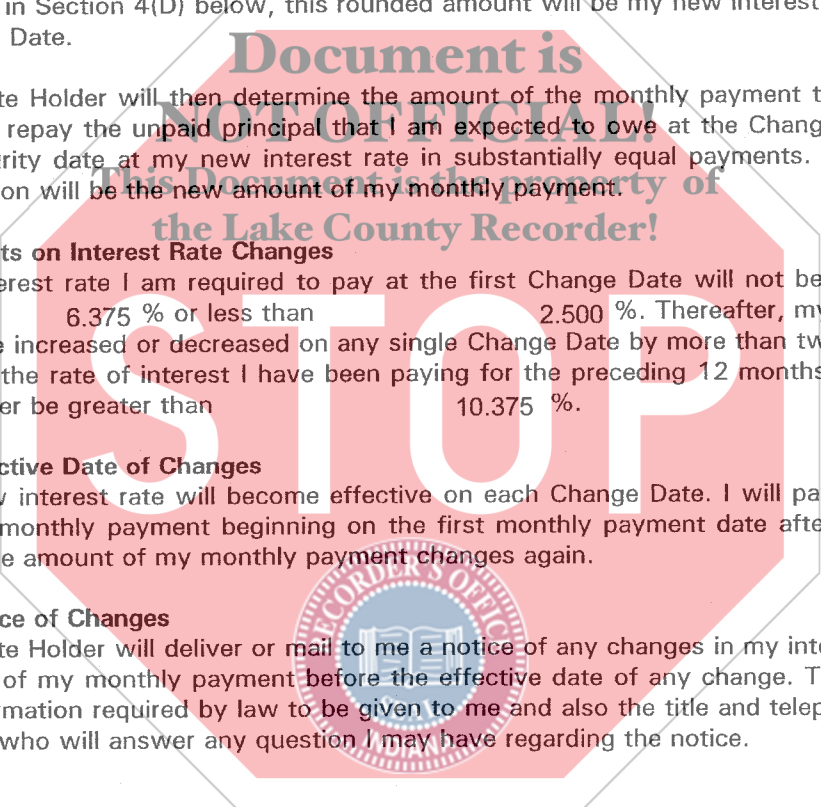 in Section 4(D) below, this rounded amount will be my new interest
Date.
Document is
te Holder will then determine the amount of the monthly payment t
NOT OFFICIAL!
repay the unpaid principal that I am expected to owe at the Chang
rity date at my new interest rate in substantially equal payments.
This Document is the property of
on will be the new amount of my monthly payment.
the Lake County Recorder!
ts on Interest Rate Changes
erest rate I am required to pay at the first Change Date will not be
6.375 % or less than 2.500 %. Thereafter, my
e increased or decreased on any single Change Date by more than tw
the rate of interest I have been paying for the preceding 12 months
er be greater than 10.375 %.
STOP
ctive Date of Changes
v interest rate will become effective on each Change Date. I will pa
monthly payment beginning on the first monthly payment date afte
e amount of my monthly payment changes again.
ce of Changes
te Holder will deliver or mail to me a notice of any changes in my inte
of my monthly payment before the effective date of any change. T
rmation required by law to be given to me and also the title and telep
who will answer any question I may have regarding the notice.
RECORDER'S OFFICE
SEAL
INDIANA